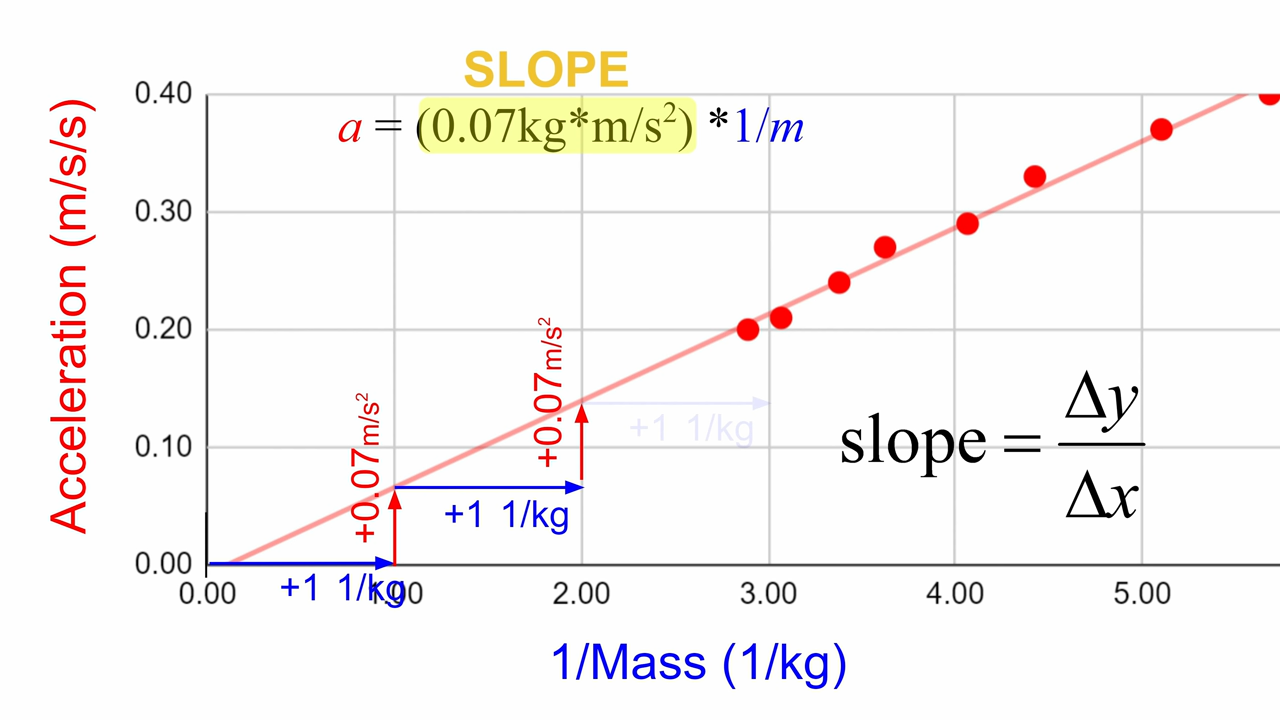 SLOPE
a = (0.07kg*m/s²) *1/m
Acceleration (m/s/s)
0.40
0.30
0.20
0.10
0.00
+0.07 m/s²
+0.07 m/s²
+1 1/kg
+1 1/kg
+1 1/kg
slope = Δy/Δx
0.00 1.00 2.00 3.00 4.00 5.00
1/Mass (1/kg)